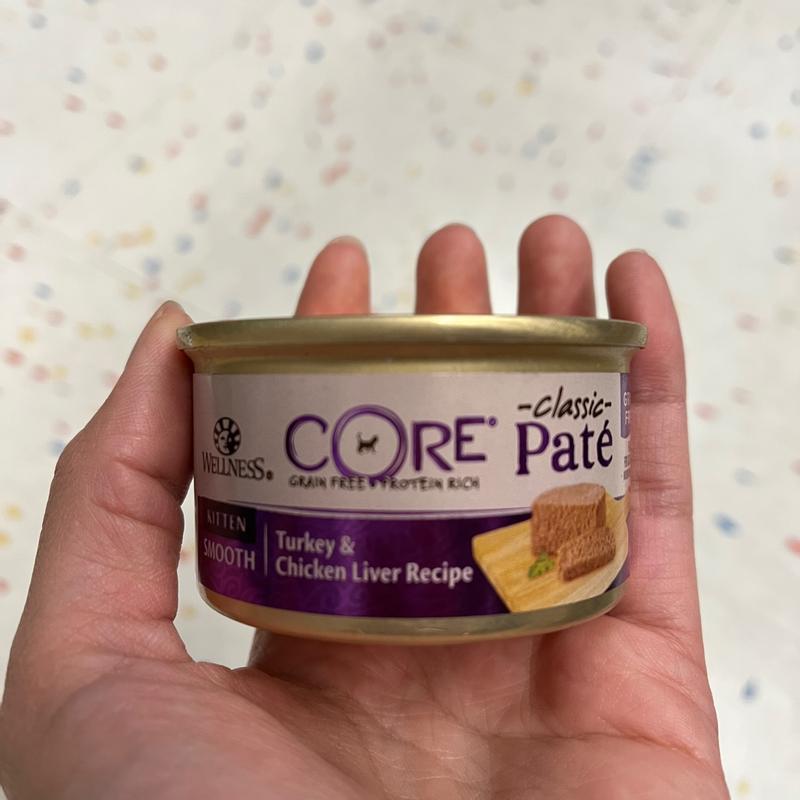 WELLNESS®
CORE®
GRAIN FREE • PROTEIN RICH
-classic-
Paté
KITTEN
SMOOTH
Turkey &
Chicken Liver Recipe